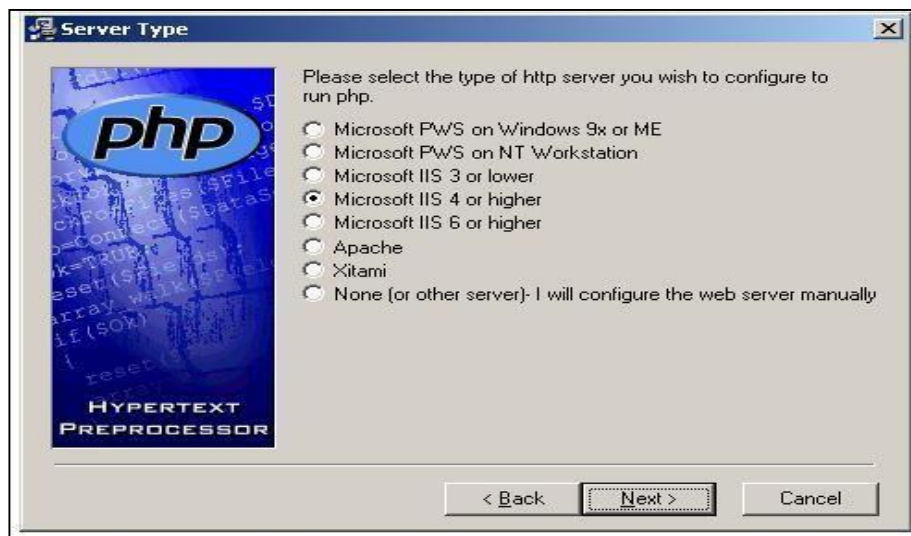 Server Type
php
HYPERTEXT
PREPROCESSOR
Please select the type of http server you wish to configure to
run php.
Microsoft PWS on Windows 9x or ME
Microsoft PWS on NT Workstation
Microsoft IIS 3 or lower
Microsoft IIS 4 or higher
Microsoft IIS 6 or higher
Apache
Xitami
None (or other server)- I will configure the web server manually
< Back
Next >
Cancel